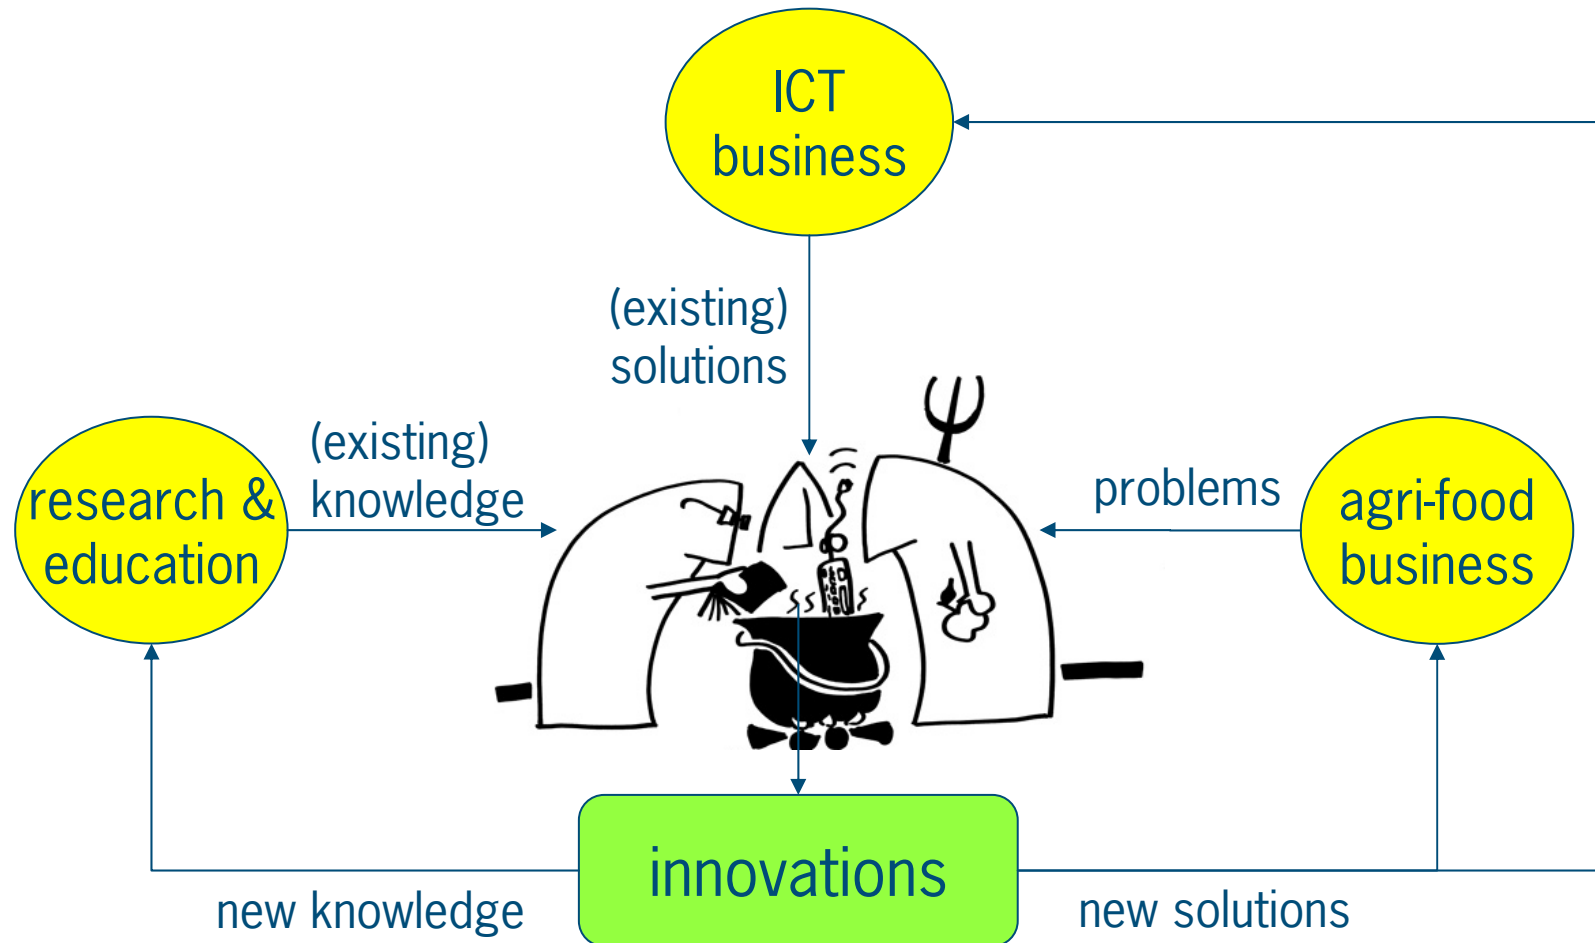 ICT
business
(existing)
solutions
(existing)
knowledge
research &
education
problems
agri-food
business
innovations
new knowledge
new solutions